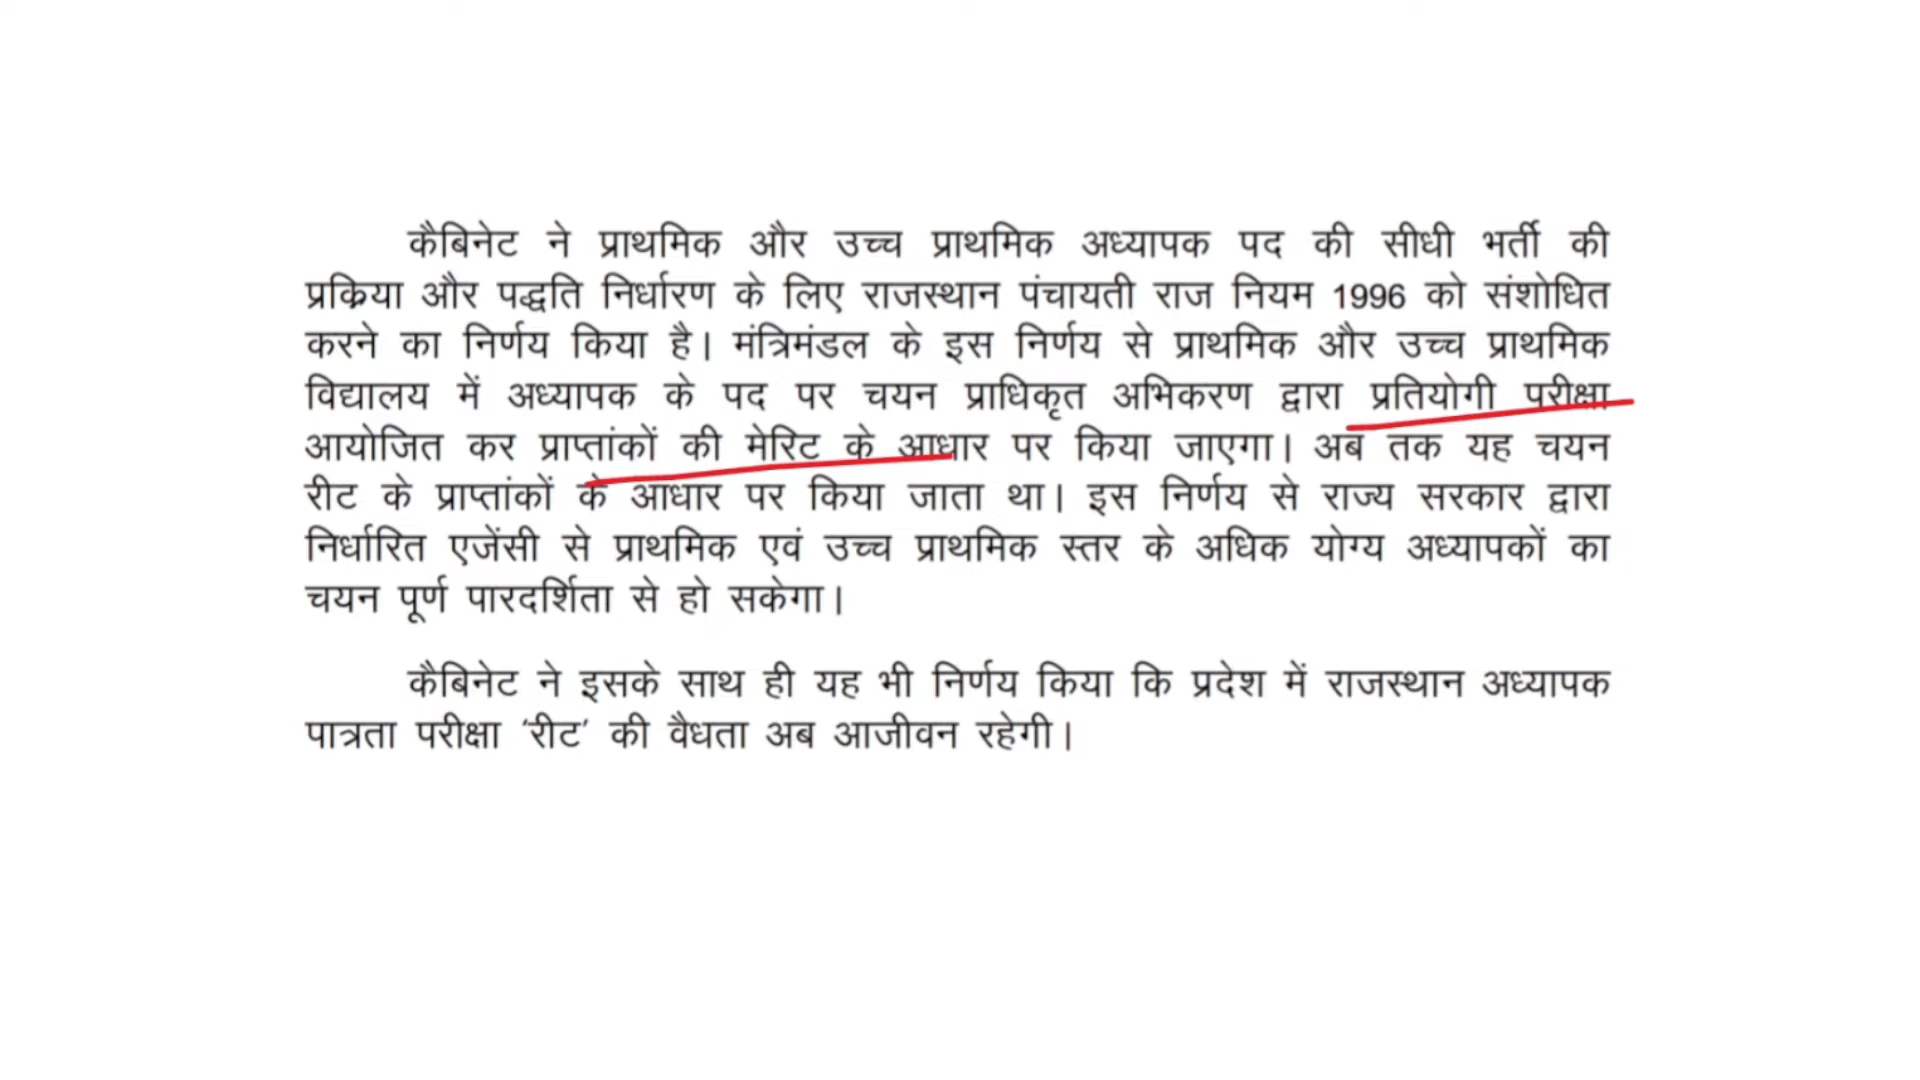 कैबिनेट ने प्राथमिक और उच्च प्राथमिक अध्यापक पद की सीधी भर्ती की
प्रक्रिया और पद्धति निर्धारण के लिए राजस्थान पंचायती राज नियम 1996 को संशोधित
करने का निर्णय किया है। मंत्रिमंडल के इस निर्णय से प्राथमिक और उच्च प्राथमिक
विद्यालय में अध्यापक के पद पर चयन प्राधिकृत अभिकरण द्वारा प्रतियोगी परीक्षा
आयोजित कर प्राप्तांकों की मेरिट के आधार पर किया जाएगा। अब तक यह चयन
रीट के प्राप्तांकों के आधार पर किया जाता था। इस निर्णय से राज्य सरकार द्वारा
निर्धारित एजेंसी से प्राथमिक एवं उच्च प्राथमिक स्तर के अधिक योग्य अध्यापकों का
चयन पूर्ण पारदर्शिता से हो सकेगा।
कैबिनेट ने इसके साथ ही यह भी निर्णय किया कि प्रदेश में राजस्थान अध्यापक
पात्रता परीक्षा ‘रीट’ की वैधता अब आजीवन रहेगी।